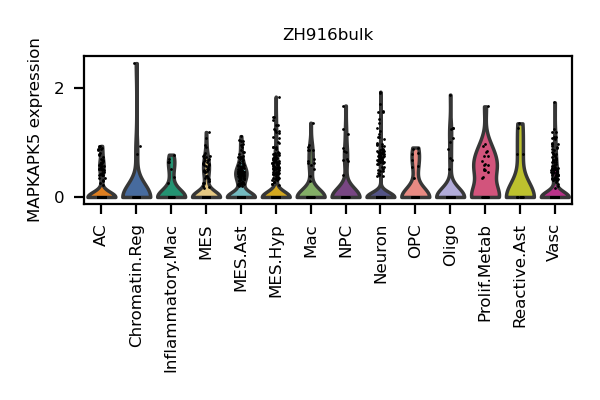 ZH916bulk
MAPKAPK5 expression
2
0
AC
Chromatin.Reg
Inflammatory.Mac
MES
MES.Ast
MES.Hyp
Mac
NPC
Neuron
OPC
Oligo
Prolif.Metab
Reactive.Ast
Vasc